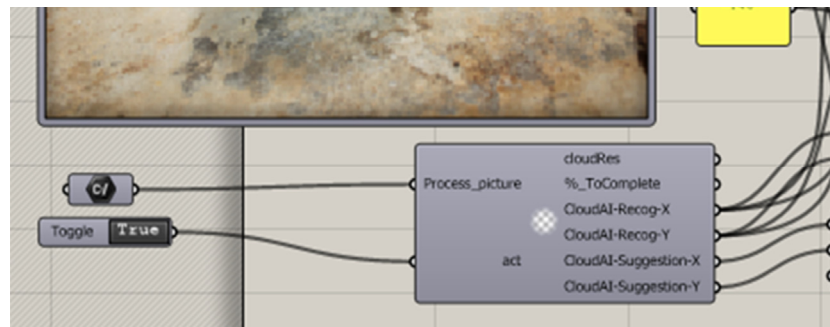 cloudRes
Process_picture
%_ToComplete
C/
CloudAI-Recog-X
Toggle
True
CloudAI-Recog-Y
act
CloudAI-Suggestion-X
CloudAI-Suggestion-Y